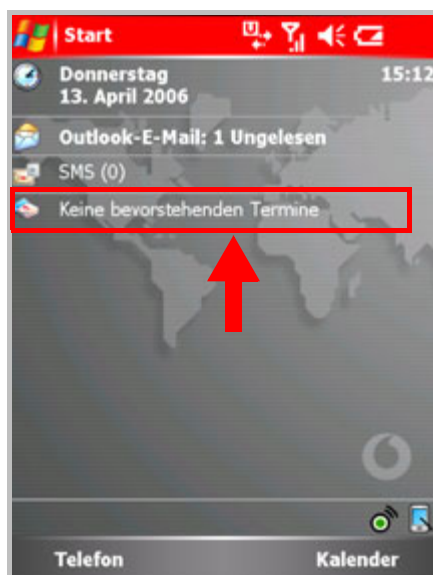 Start
Donnerstag 15:12
13. April 2006
Outlook-E-Mail: 1 Ungelesen
SMS (0)
Keine bevorstehenden Termine
Telefon Kalender